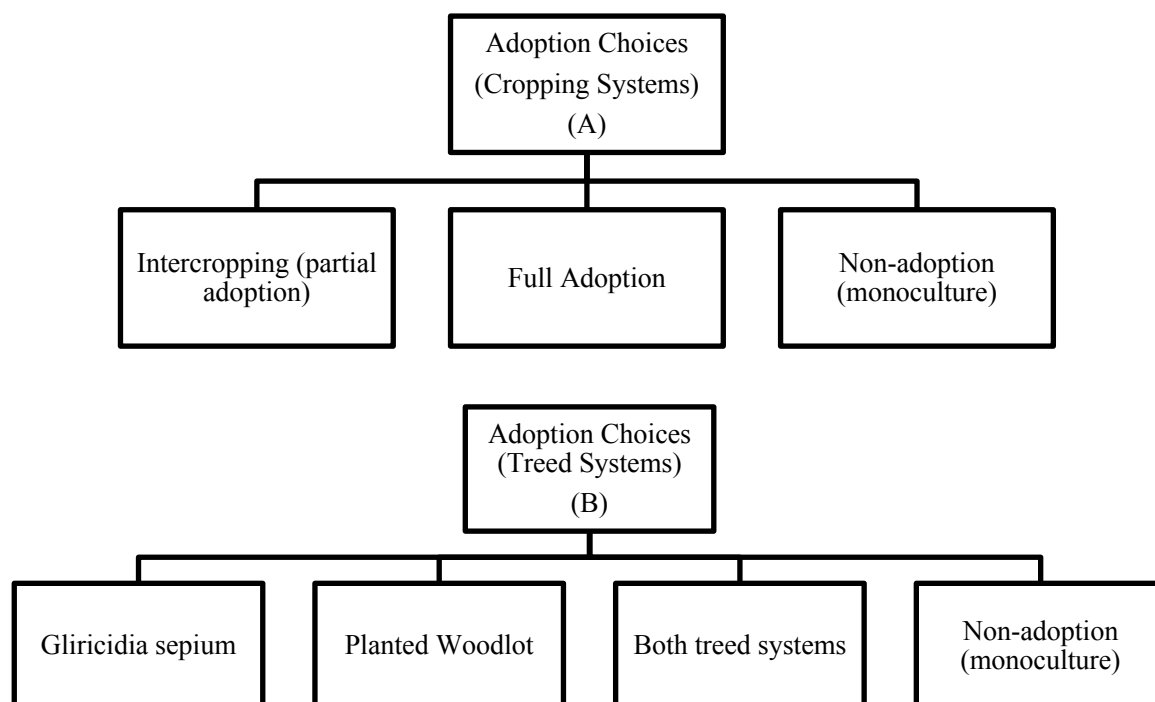 Adoption Choices
(Cropping Systems)
(A)
Intercropping (partial
adoption)
Full Adoption
Non-adoption
(monoculture)
Adoption Choices
(Treed Systems)
(B)
Gliricidia sepium
Planted Woodlot
Both treed systems
Non-adoption
(monoculture)